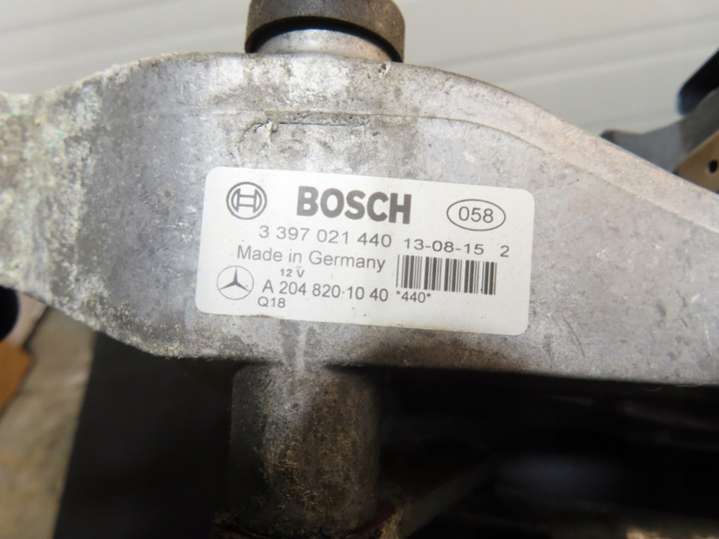 BOSCH
058
3 397 021 440 13-08-15 2
Made in Germany
12 V
A 204 820 10 40 *440*
Q18